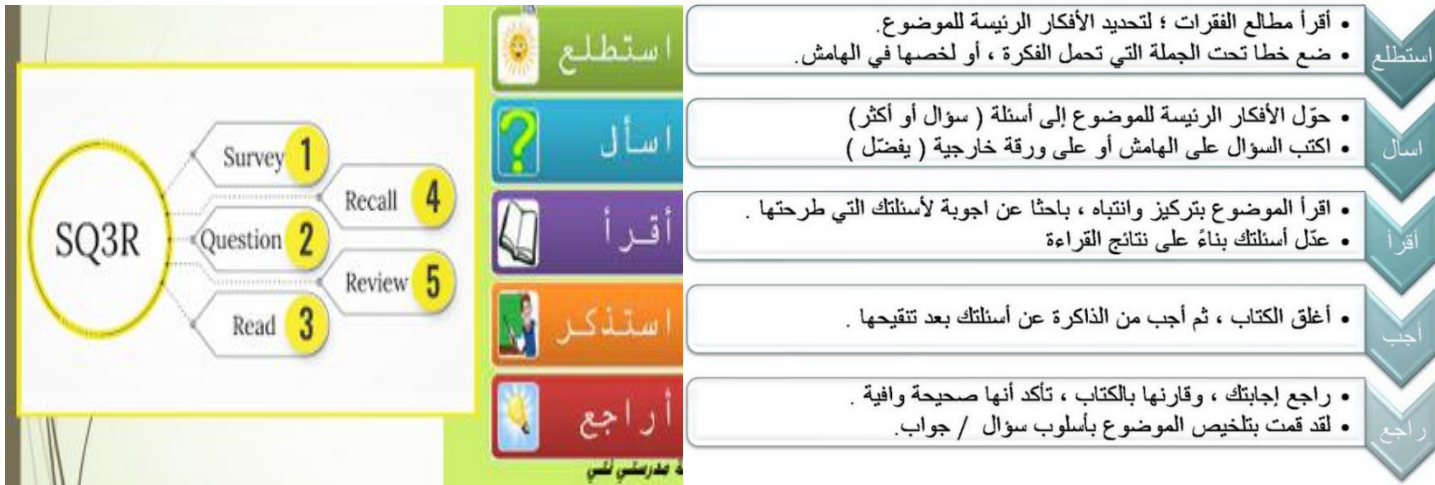 SQ3R
Survey 1
Question 2
Read 3
Recall 4
Review 5
استطلع
اسأل
أقرأ
استذكر
أراجع
مدرستي
استطلع
• أقرأ مطالع الفقرات ؛ لتحديد الأفكار الرئيسة للموضوع.
• ضع خطا تحت الجملة التي تحمل الفكرة ، أو لخصها في الهامش.
اسأل
• حوّل الأفكار الرئيسة للموضوع إلى أسئلة ( سؤال أو أكثر)
• اكتب السؤال على الهامش أو على ورقة خارجية ( يفضّل )
أقرأ
• اقرأ الموضوع بتركيز وانتباه ، باحثا عن اجوبة لأسئلتك التي طرحتها .
• عدّل أسئلتك بناءً على نتائج القراءة
أجب
• أغلق الكتاب ، ثم أجب من الذاكرة عن أسئلتك بعد تنقيحها .
راجع
• راجع إجابتك ، وقارنها بالكتاب ، تأكد أنها صحيحة وافية .
• لقد قمت بتلخيص الموضوع بأسلوب سؤال / جواب.